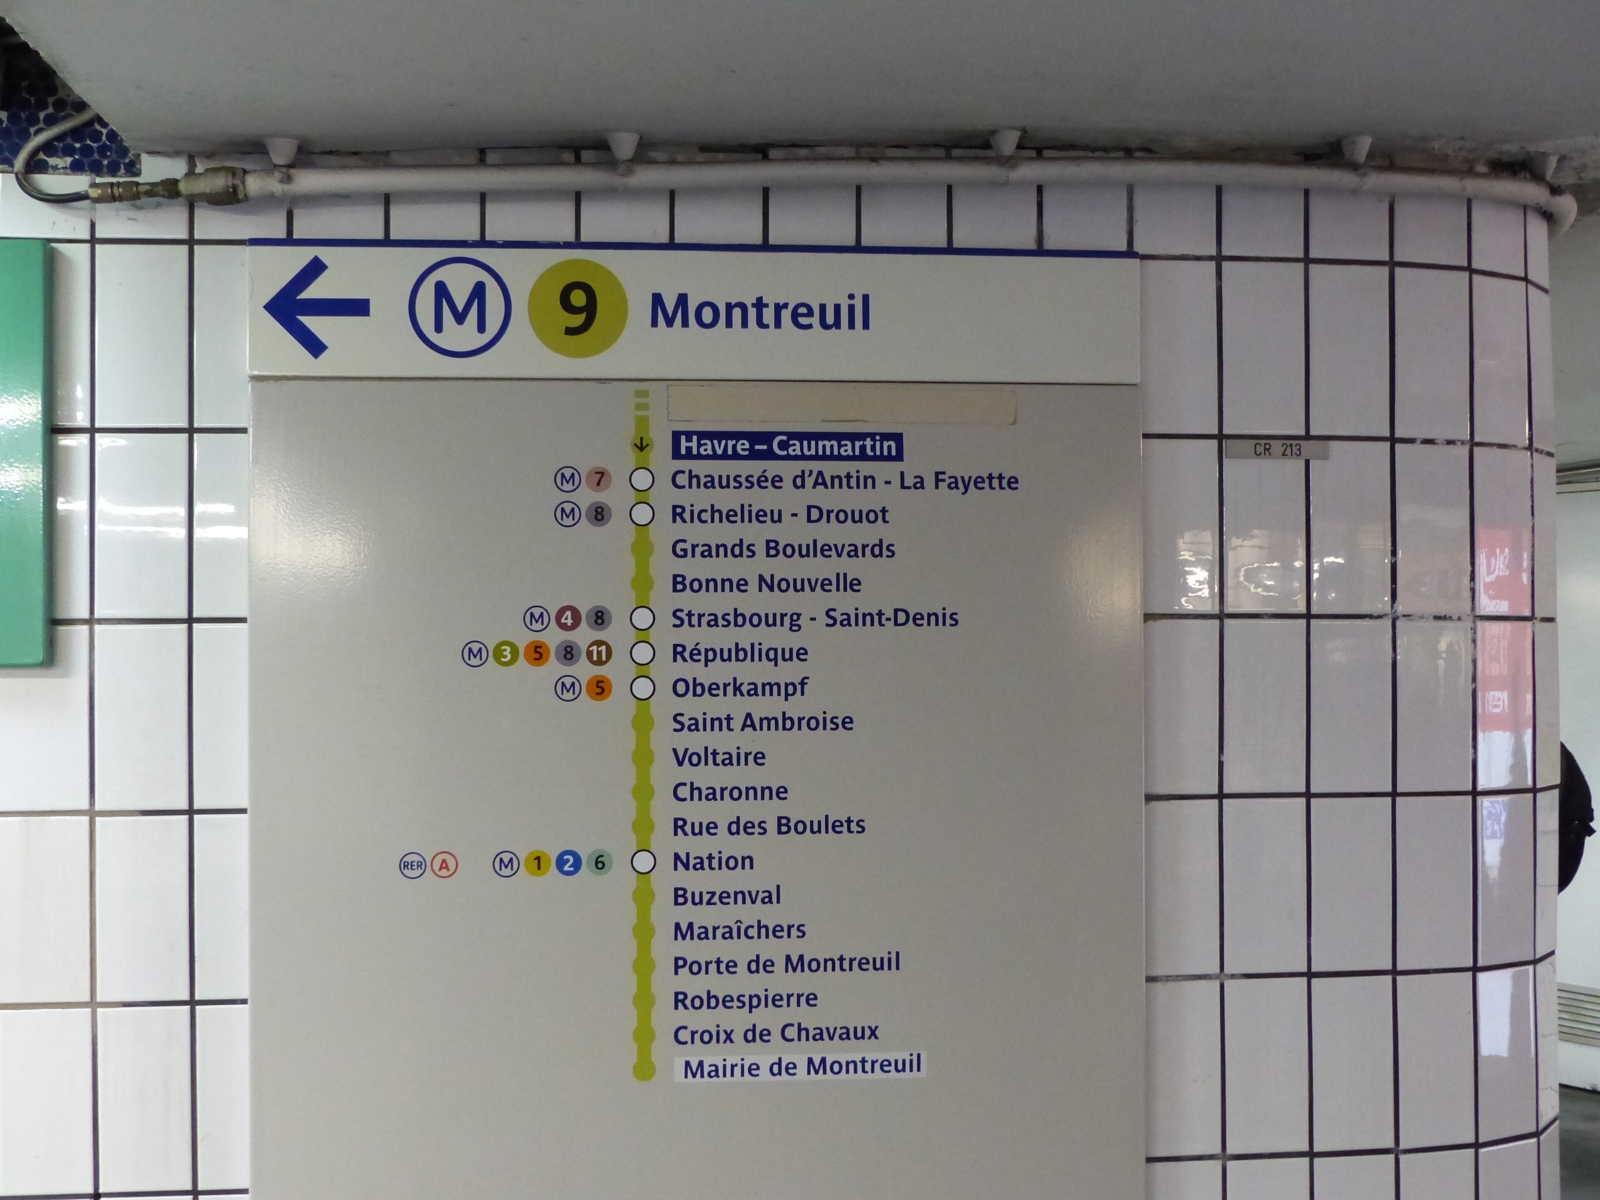 M 9 Montreuil
Havre – Caumartin
M 7 Chaussée d'Antin - La Fayette
M 8 Richelieu - Drouot
Grands Boulevards
Bonne Nouvelle
M 4 8 Strasbourg - Saint-Denis
M 3 5 8 11 République
M 5 Oberkampf
Saint Ambroise
Voltaire
Charonne
Rue des Boulets
RER A M 1 2 6 Nation
Buzenval
Maraîchers
Porte de Montreuil
Robespierre
Croix de Chavaux
Mairie de Montreuil
CR 213